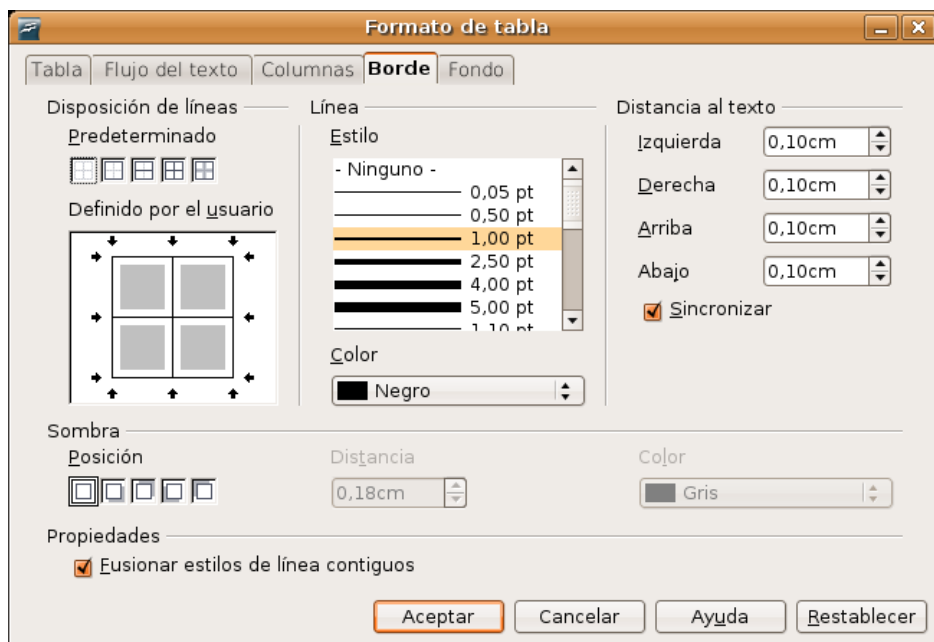 Formato de tabla
Tabla
Flujo del texto
Columnas
Borde
Fondo
Disposición de líneas
Predeterminado
Definido por el usuario
Línea
Estilo
- Ninguno -
0,05 pt
0,50 pt
1,00 pt
2,50 pt
4,00 pt
5,00 pt
1,10 pt
Color
Negro
Distancia al texto
Izquierda 0,10cm
Derecha 0,10cm
Arriba 0,10cm
Abajo 0,10cm
Sincronizar
Sombra
Posición
Distancia
0,18cm
Color
Gris
Propiedades
Fusionar estilos de línea contiguos
Aceptar
Cancelar
Ayuda
Restablecer